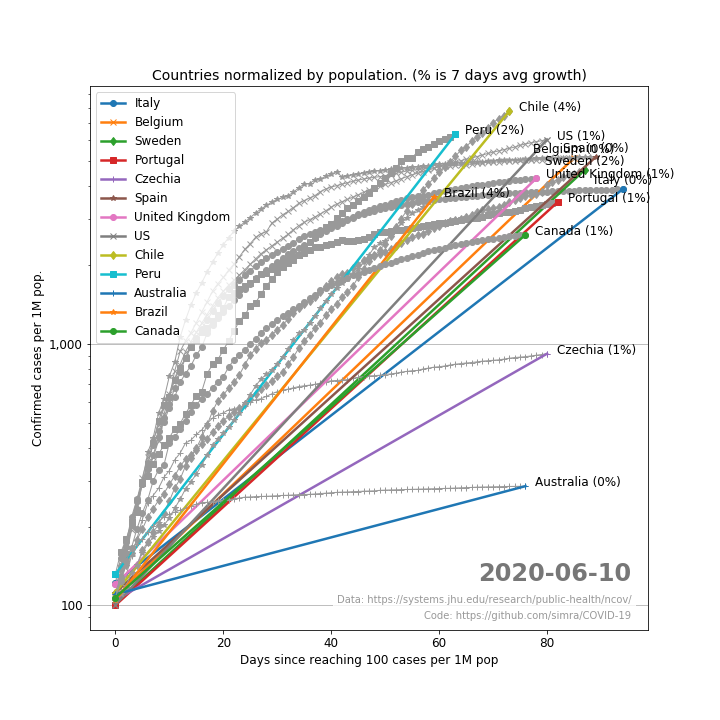 Countries normalized by population. (% is 7 days avg growth)
Italy
Belgium
Sweden
Portugal
Czechia
Spain
United Kingdom
US
Chile
Peru
Australia
Brazil
Canada
Chile (4%)
Peru (2%)
US (1%)
Belgium (0%)
Spain (0%)
Sweden (2%)
United Kingdom (1%)
Italy (0%)
Brazil (4%)
Portugal (1%)
Canada (1%)
Czechia (1%)
Australia (0%)
1,000
100
Confirmed cases per 1M pop.
2020-06-10
Data: https://systems.jhu.edu/research/public-health/ncov/
Code: https://github.com/simra/COVID-19
0 20 40 60 80
Days since reaching 100 cases per 1M pop